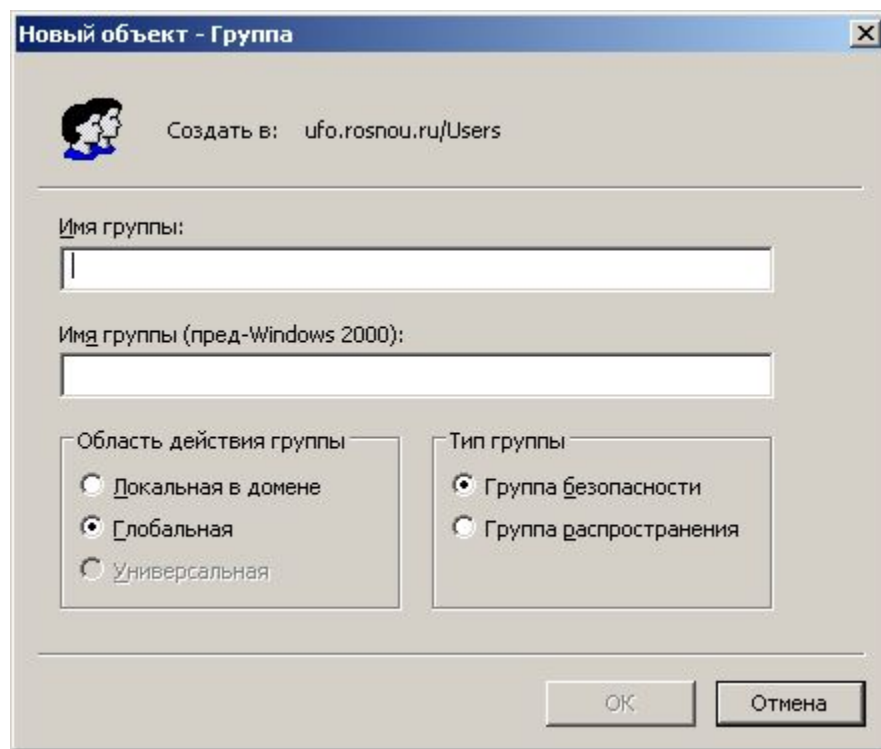 Новый объект - Группа
Создать в: ufo.rosnou.ru/Users
Имя группы:
Имя группы (пред-Windows 2000):
Область действия группы
Локальная в домене
Глобальная
Универсальная
Тип группы
Группа безопасности
Группа распространения
OK
Отмена